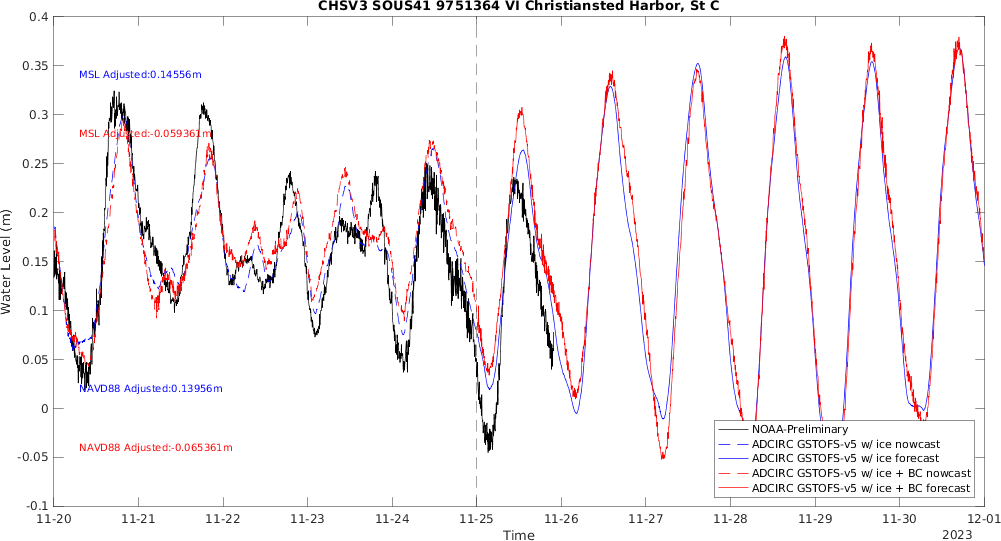 CHSV3 SOUS41 9751364 VI Christiansted Harbor, St C
0.4
0.35
0.3
0.25
0.2
0.15
0.1
0.05
0
-0.05
-0.1
Water Level (m)
MSL Adjusted:0.14556m
MSL Adjusted:-0.059361m
NAVD88 Adjusted:0.13956m
NAVD88 Adjusted:-0.065361m
NOAA-Preliminary
ADCIRC GSTOFS-v5 w/ ice nowcast
ADCIRC GSTOFS-v5 w/ ice forecast
ADCIRC GSTOFS-v5 w/ ice + BC nowcast
ADCIRC GSTOFS-v5 w/ ice + BC forecast
11-20 11-21 11-22 11-23 11-24 11-25 11-26 11-27 11-28 11-29 11-30 12-01
Time
2023